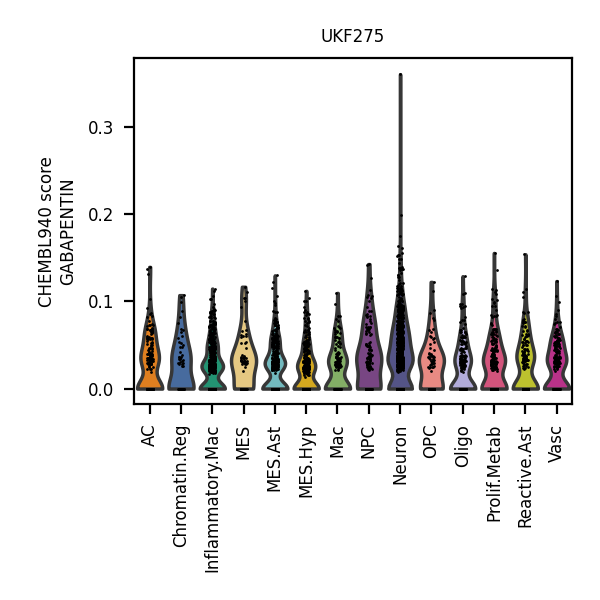 UKF275
CHEMBL940 score
GABAPENTIN
0.3
0.2
0.1
0.0
AC
Chromatin.Reg
Inflammatory.Mac
MES
MES.Ast
MES.Hyp
Mac
NPC
Neuron
OPC
Oligo
Prolif.Metab
Reactive.Ast
Vasc